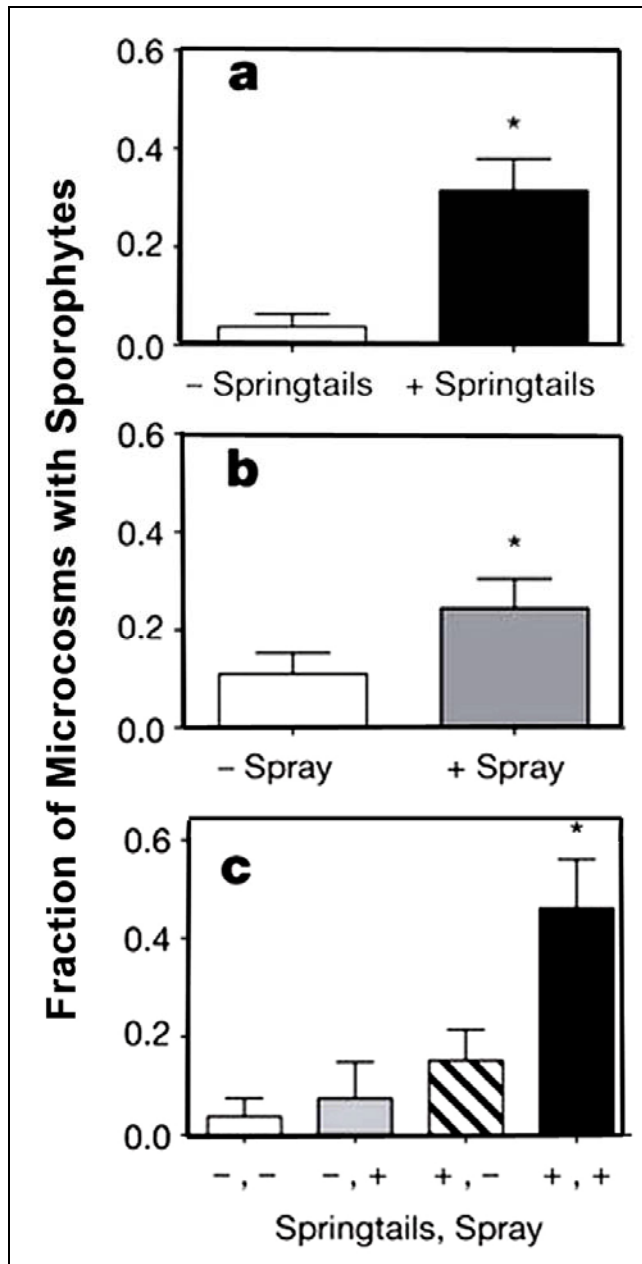 Fraction of Microcosms with Sporophytes
a
0.6
0.4
0.2
0.0
*
− Springtails + Springtails
b
0.6
0.4
0.2
0.0
*
− Spray + Spray
c
0.6
0.4
0.2
0.0
*
− , − − , + + , − + , +
Springtails, Spray